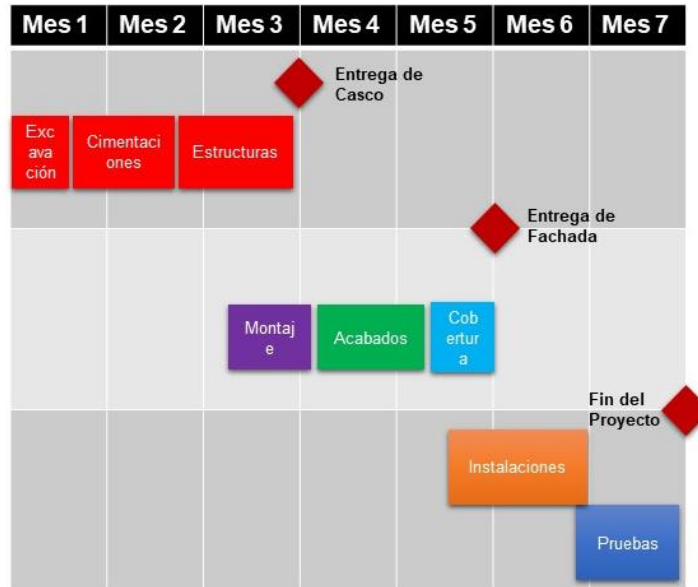 Mes 1 Mes 2 Mes 3 Mes 4 Mes 5 Mes 6 Mes 7
Entrega de
Casco
Exc
ava
ción
Cimentaci
ones
Estructuras
Entrega de
Fachada
Montaj
e
Acabados
Cob
ertur
a
Fin del
Proyecto
Instalaciones
Pruebas